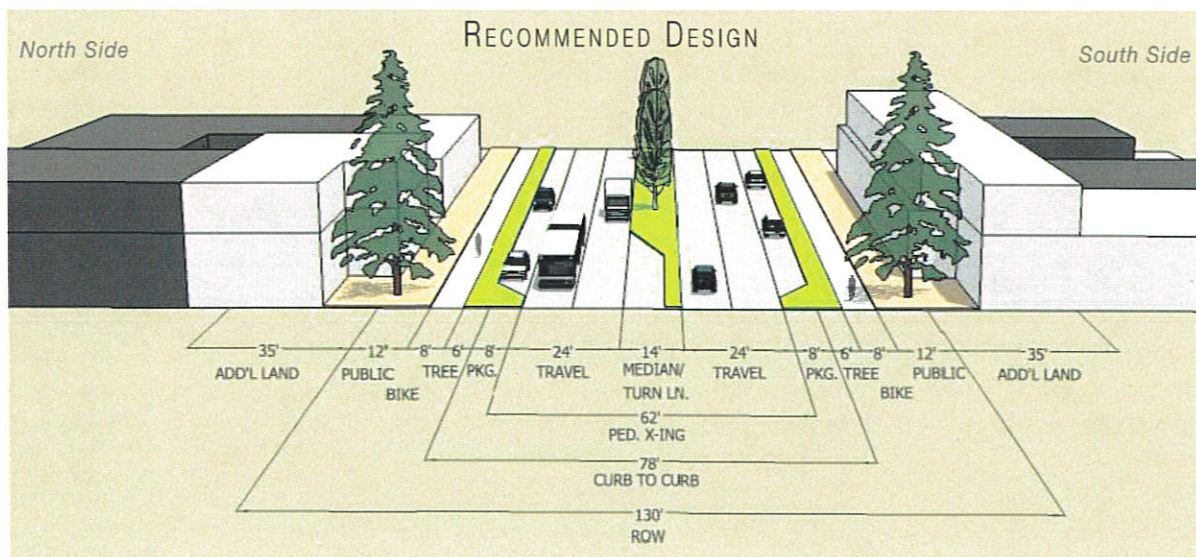 RECOMMENDED DESIGN
North Side
South Side
35' 12' 8' 6' 8' 24' 14' 24' 8' 6' 8' 12' 35'
ADD'L LAND PUBLIC TREE PKG. TRAVEL MEDIAN/ TRAVEL PKG. TREE PUBLIC ADD'L LAND
BIKE TURN LN. BIKE
62'
PED. X-ING
78'
CURB TO CURB
130'
ROW